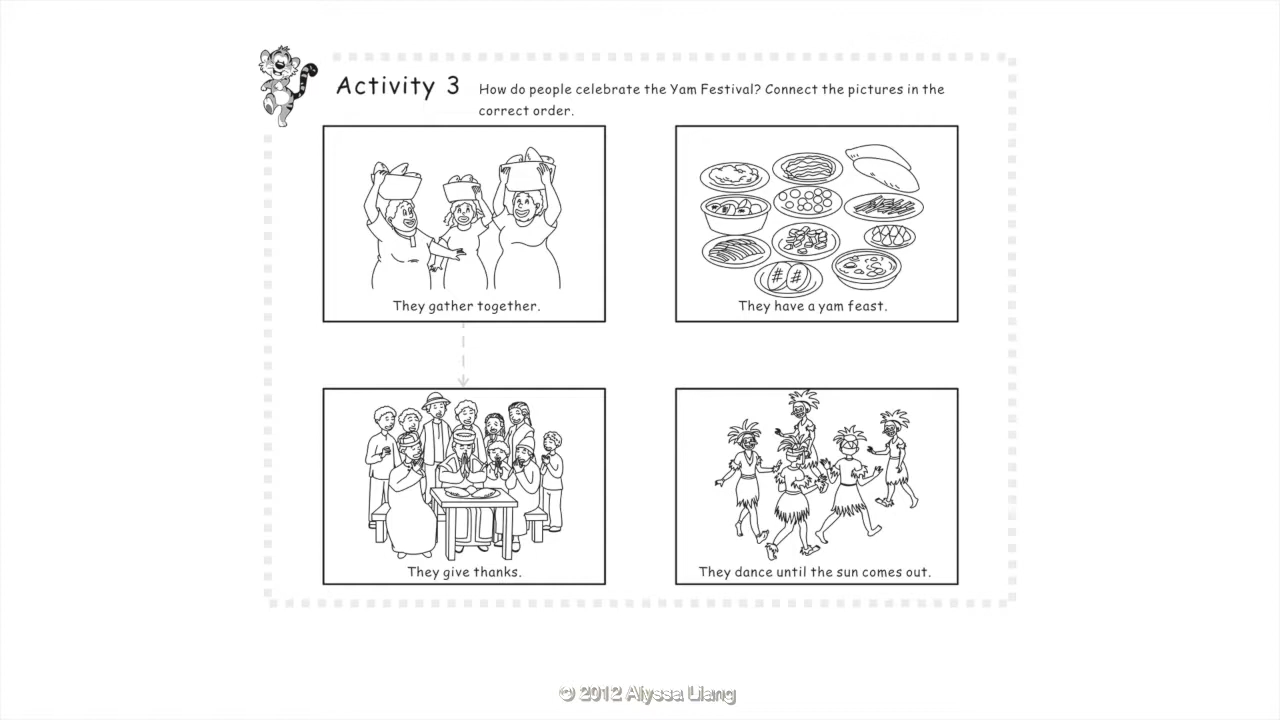 Activity 3
How do people celebrate the Yam Festival? Connect the pictures in the
correct order.
They gather together.
They have a yam feast.
They give thanks.
They dance until the sun comes out.
© 2012 Alyssa Liang